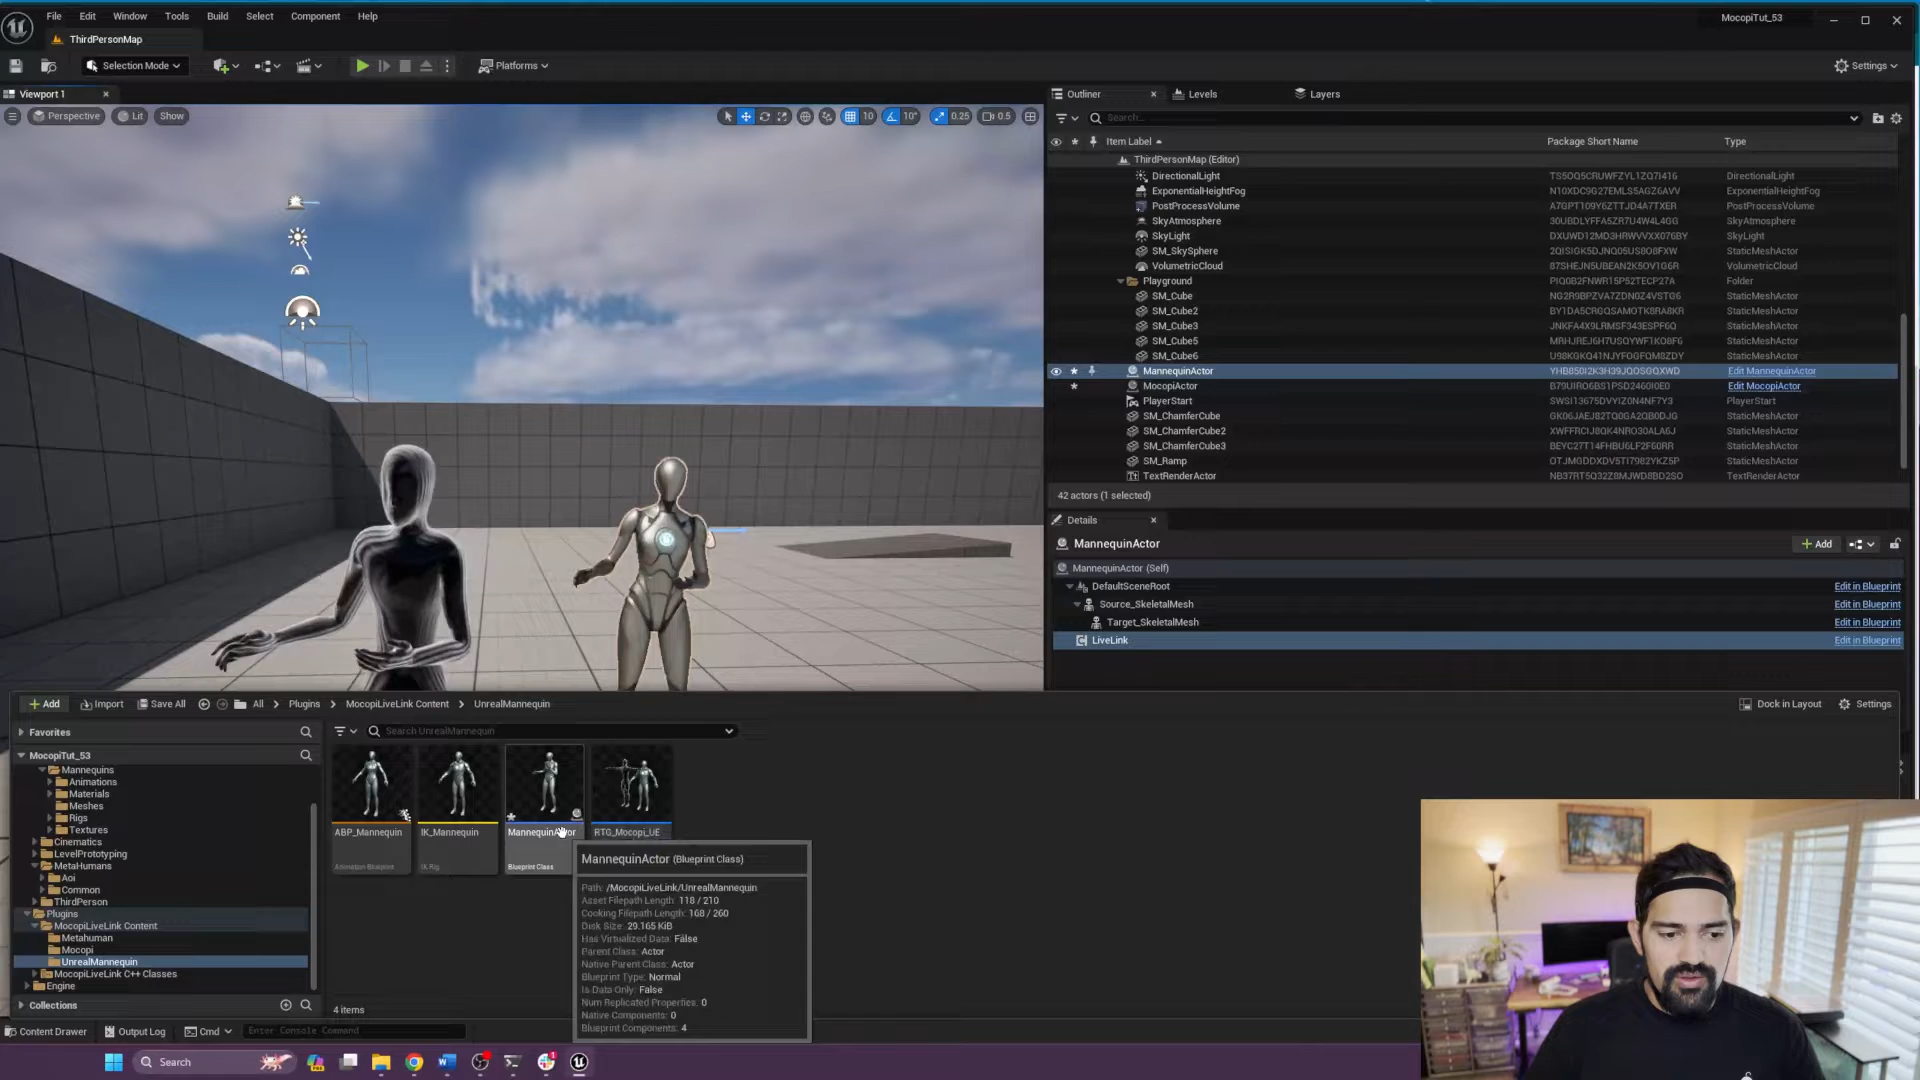 File Edit Window Tools Build Select Component Help
MocopiTut_53
ThirdPersonMap
Selection Mode
Platforms
Settings
Viewport 1
Perspective Lit Show
10 10° 0.25 0.5
Outliner Levels Layers
Search...
Item Label Package Short Name Type
ThirdPersonMap (Editor)
DirectionalLight DirectionalLight
ExponentialHeightFog ExponentialHeightFog
PostProcessVolume PostProcessVolume
SkyAtmosphere SkyAtmosphere
SkyLight SkyLight
SM_SkySphere StaticMeshActor
VolumetricCloud VolumetricCloud
Playground Folder
SM_Cube StaticMeshActor
SM_Cube2 StaticMeshActor
SM_Cube3 StaticMeshActor
SM_Cube5 StaticMeshActor
SM_Cube6 StaticMeshActor
MannequinActor Edit MannequinActor
MocopiActor Edit MocopiActor
PlayerStart PlayerStart
SM_ChamferCube StaticMeshActor
SM_ChamferCube2 StaticMeshActor
SM_ChamferCube3 StaticMeshActor
SM_Ramp StaticMeshActor
TextRenderActor TextRenderActor
42 actors (1 selected)
Details
MannequinActor
Add
MannequinActor (Self)
DefaultSceneRoot Edit in Blueprint
Source_SkeletalMesh Edit in Blueprint
Target_SkeletalMesh Edit in Blueprint
LiveLink Edit in Blueprint
Add Import Save All All Plugins MocopiLiveLink Content UnrealMannequin
Dock in Layout Settings
Favorites
Search UnrealMannequin
MocopiTut_53
Mannequins
Animations
Materials
Meshes
Rigs
Textures
Cinematics
LevelPrototyping
MetaHumans
Aoi
Common
ThirdPerson
Plugins
MocopiLiveLink Content
Metahuman
Mocopi
UnrealMannequin
MocopiLiveLink C++ Classes
Engine
Collections
ABP_Mannequin IK_Mannequin MannequinActor RTG_Mocopi_UE
Animation Blueprint IK Rig Blueprint Class
MannequinActor (Blueprint Class)
Path: /MocopiLiveLink/UnrealMannequin
Asset Filepath Length: 118 / 210
Cooking Filepath Length: 168 / 260
Disk Size: 29.165 KiB
Has Virtualized Data: False
Parent Class: Actor
Native Parent Class: Actor
Blueprint Type: Normal
Is Data Only: False
Num Replicated Properties: 0
Native Components: 0
Blueprint Components: 4
4 items
Content Drawer Output Log Cmd Enter Console Command
Search